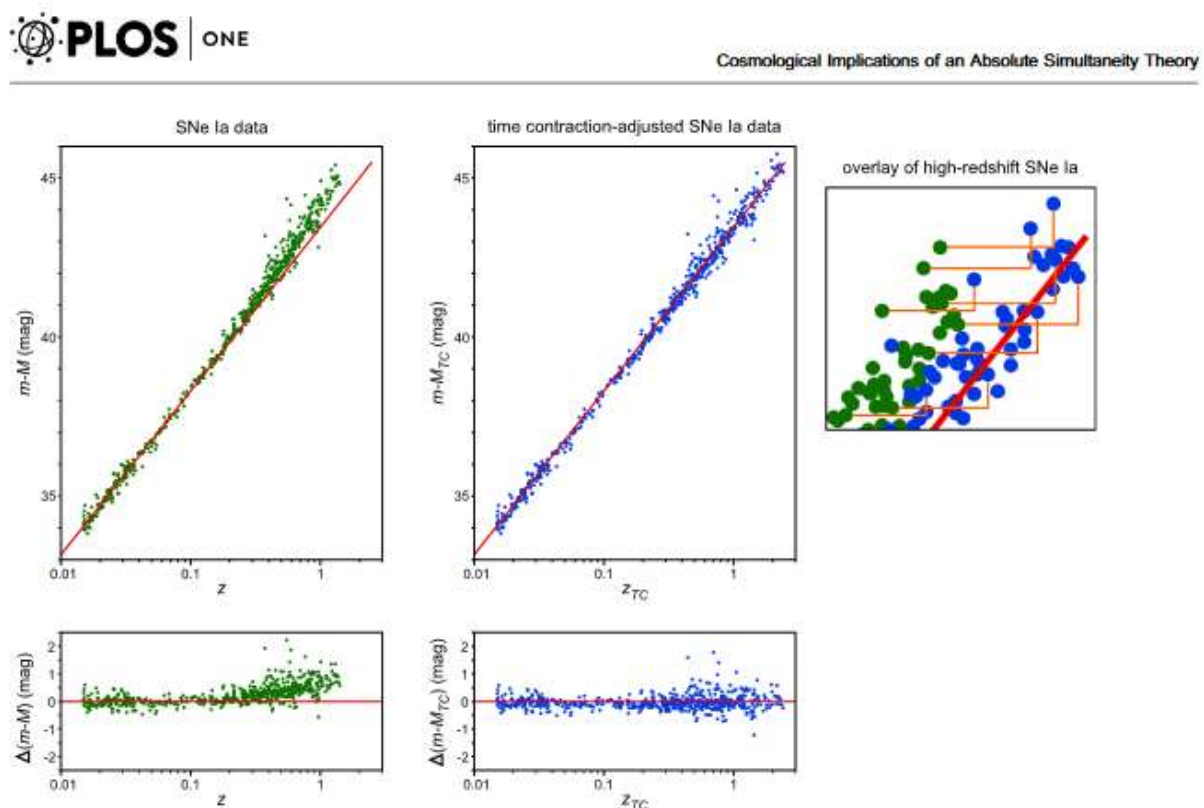 PLOS ONE
Cosmological Implications of an Absolute Simultaneity Theory
SNe Ia data
time contraction-adjusted SNe Ia data
overlay of high-redshift SNe Ia
45
40
35
m-M (mag)
0.01 0.1 1
z
45
40
35
m-M_TC (mag)
0.01 0.1 1
z_TC
2
1
0
-1
-2
Δ(m-M) (mag)
0.01 0.1 1
z
2
1
0
-1
-2
Δ(m-M_TC) (mag)
0.01 0.1 1
z_TC